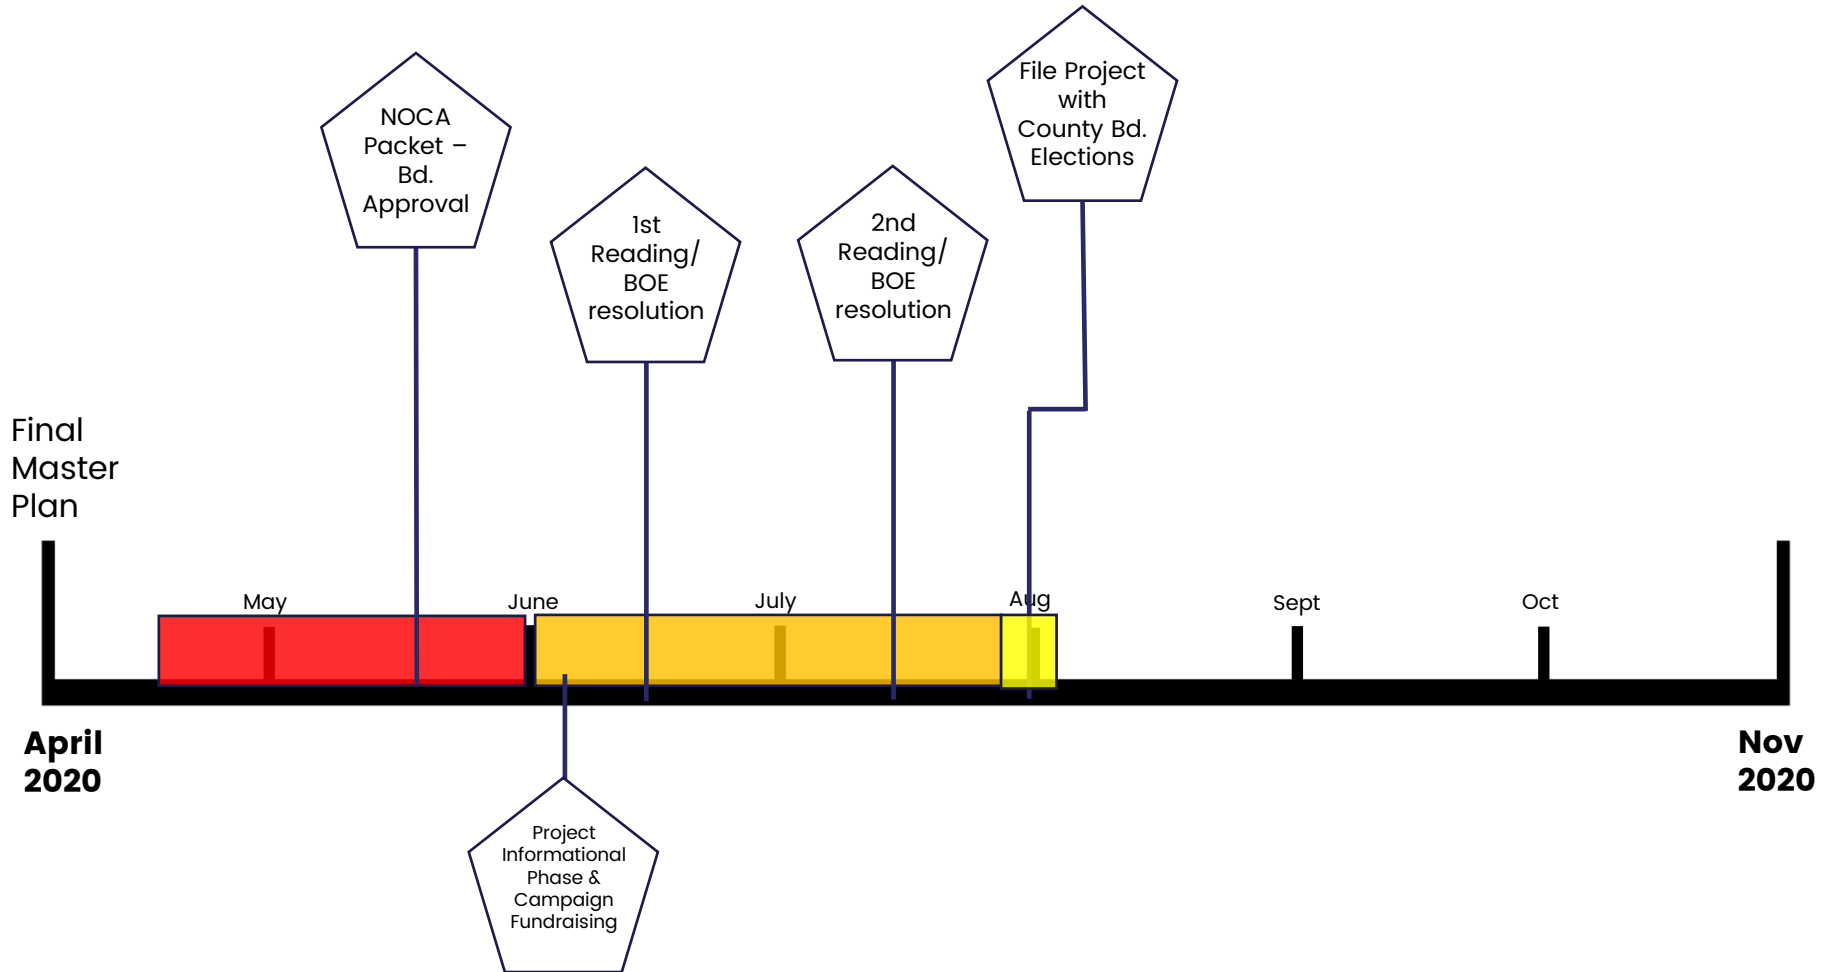 File Project
with
County Bd.
Elections
NOCA
Packet –
Bd.
Approval
1st
Reading/
BOE
resolution
2nd
Reading/
BOE
resolution
Final
Master
Plan
May
June
July
Aug
Sept
Oct
April
2020
Nov
2020
Project
Informational
Phase &
Campaign
Fundraising